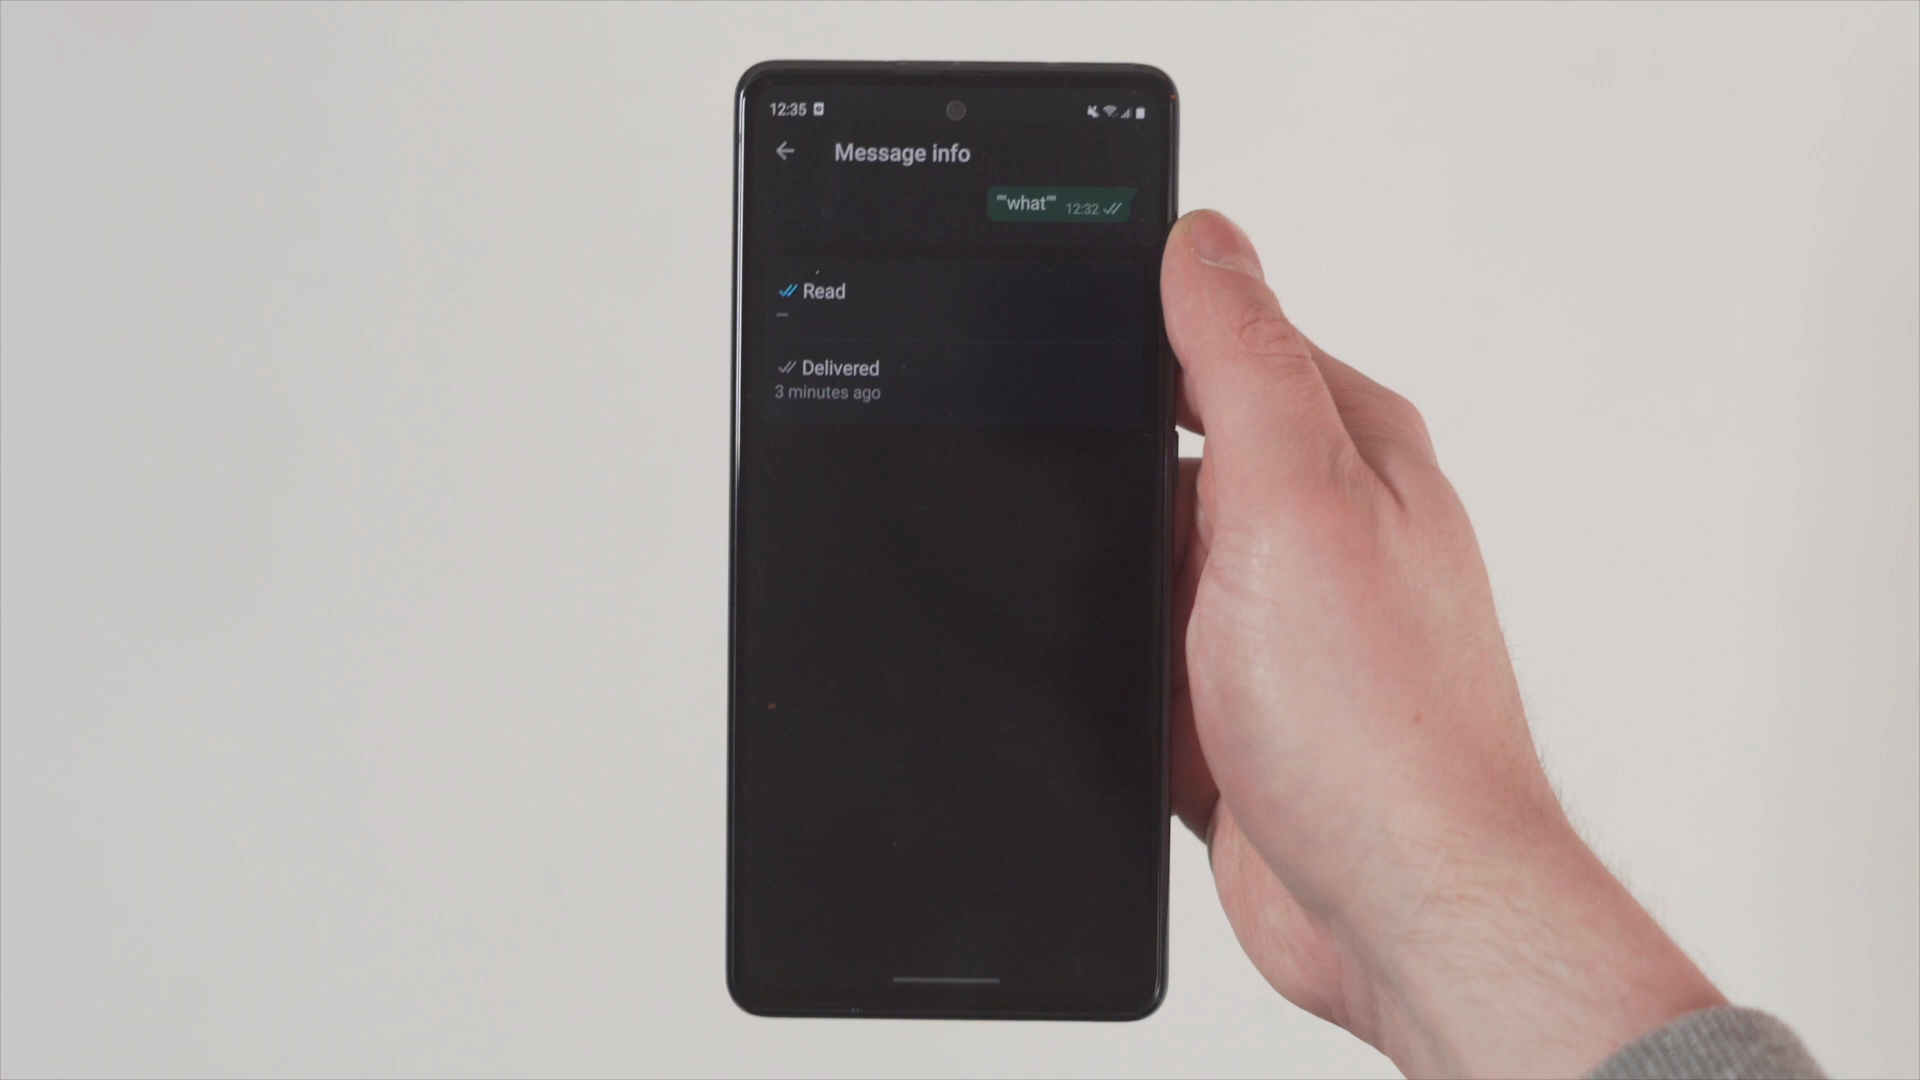 12:35
Message info
""what"" 12:32
Read
–
Delivered
3 minutes ago